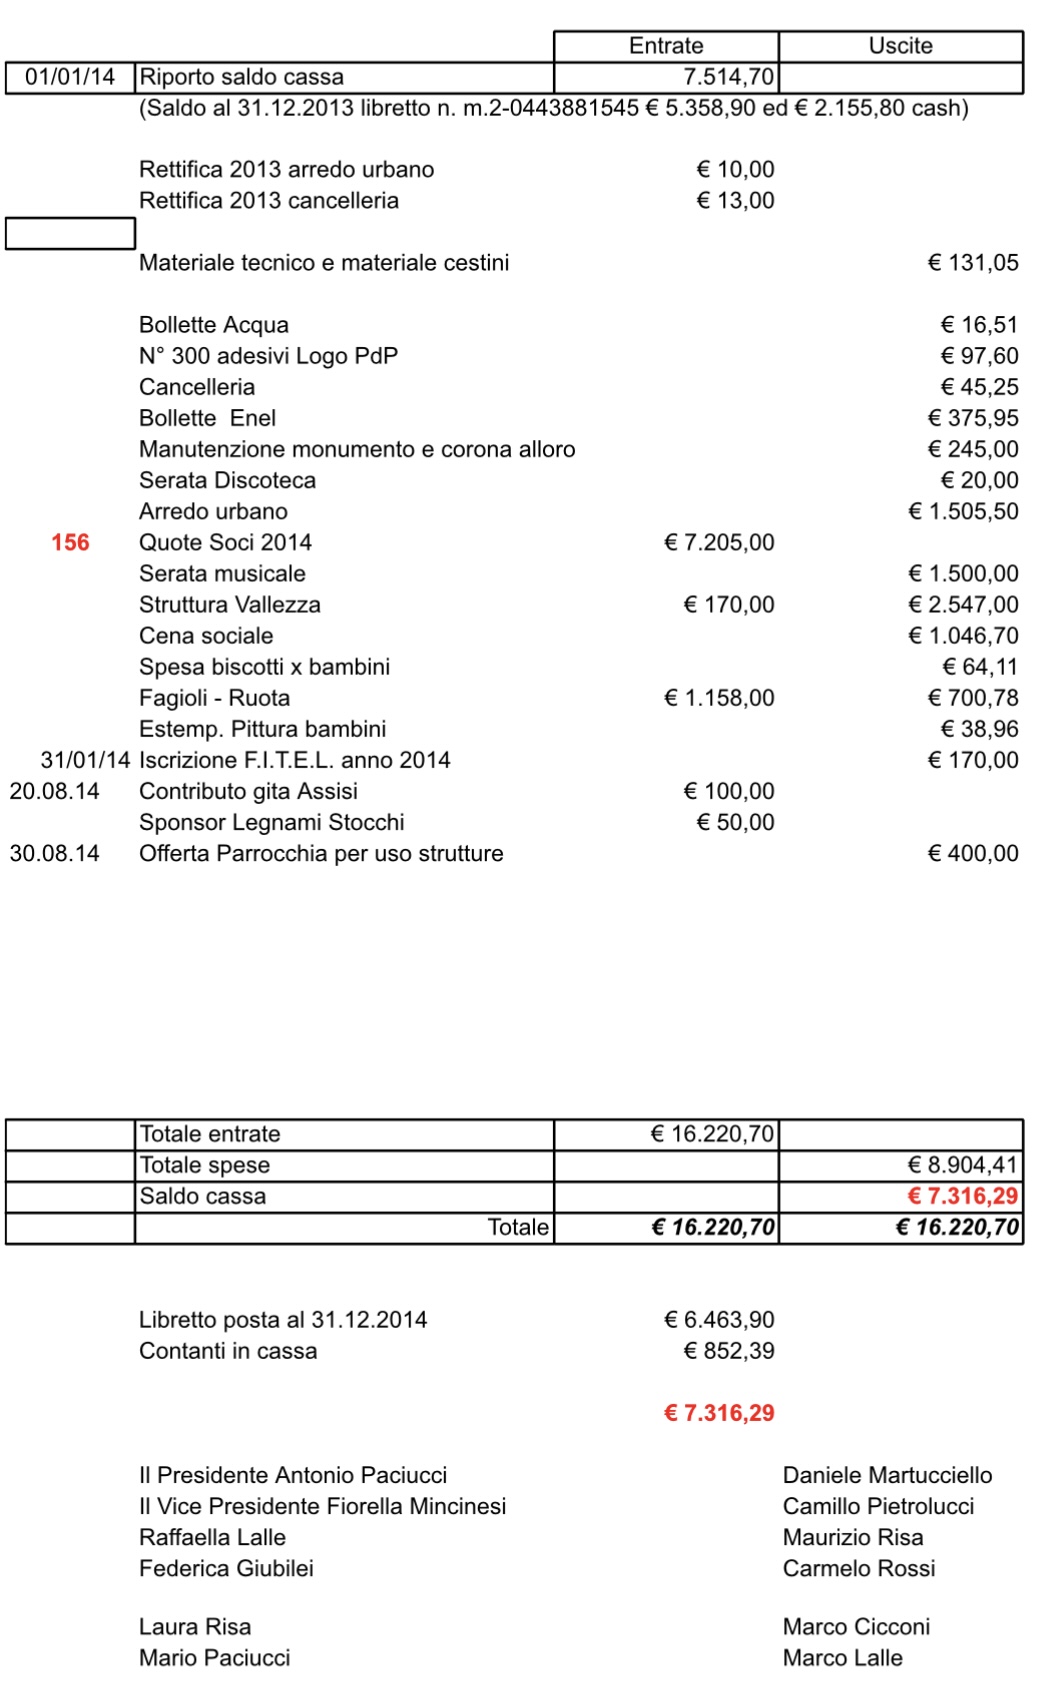 Entrate Uscite
01/01/14 Riporto saldo cassa 7.514,70
(Saldo al 31.12.2013 libretto n. m.2-0443881545 € 5.358,90 ed € 2.155,80 cash)
Rettifica 2013 arredo urbano € 10,00
Rettifica 2013 cancelleria € 13,00
Materiale tecnico e materiale cestini € 131,05
Bollette Acqua € 16,51
N° 300 adesivi Logo PdP € 97,60
Cancelleria € 45,25
Bollette  Enel € 375,95
Manutenzione monumento e corona alloro € 245,00
Serata Discoteca € 20,00
Arredo urbano € 1.505,50
156 Quote Soci 2014 € 7.205,00
Serata musicale € 1.500,00
Struttura Vallezza € 170,00 € 2.547,00
Cena sociale € 1.046,70
Spesa biscotti x bambini € 64,11
Fagioli - Ruota € 1.158,00 € 700,78
Estemp. Pittura bambini € 38,96
31/01/14 Iscrizione F.I.T.E.L. anno 2014 € 170,00
20.08.14 Contributo gita Assisi € 100,00
Sponsor Legnami Stocchi € 50,00
30.08.14 Offerta Parrocchia per uso strutture € 400,00
Totale entrate € 16.220,70
Totale spese € 8.904,41
Saldo cassa € 7.316,29
Totale € 16.220,70 € 16.220,70
Libretto posta al 31.12.2014 € 6.463,90
Contanti in cassa € 852,39
€ 7.316,29
Il Presidente Antonio Paciucci Daniele Martucciello
Il Vice Presidente Fiorella Mincinesi Camillo Pietrolucci
Raffaella Lalle Maurizio Risa
Federica Giubilei Carmelo Rossi
Laura Risa Marco Cicconi
Mario Paciucci Marco Lalle